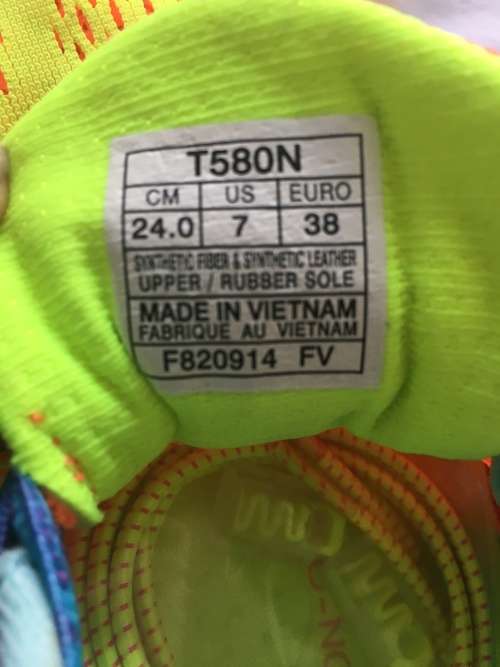 T580N
CM US EURO
24.0 7 38
SYNTHETIC FIBER & SYNTHETIC LEATHER
UPPER / RUBBER SOLE
MADE IN VIETNAM
FABRIQUE AU VIETNAM
F820914 FV